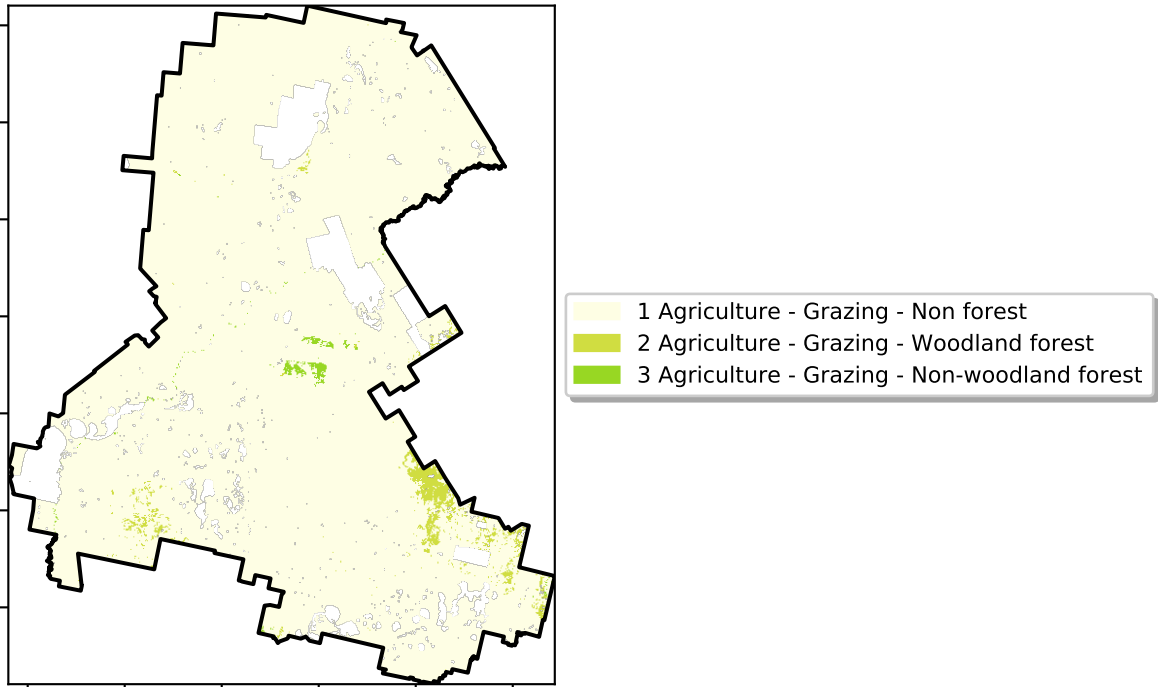 1 Agriculture - Grazing - Non forest
2 Agriculture - Grazing - Woodland forest
3 Agriculture - Grazing - Non-woodland forest